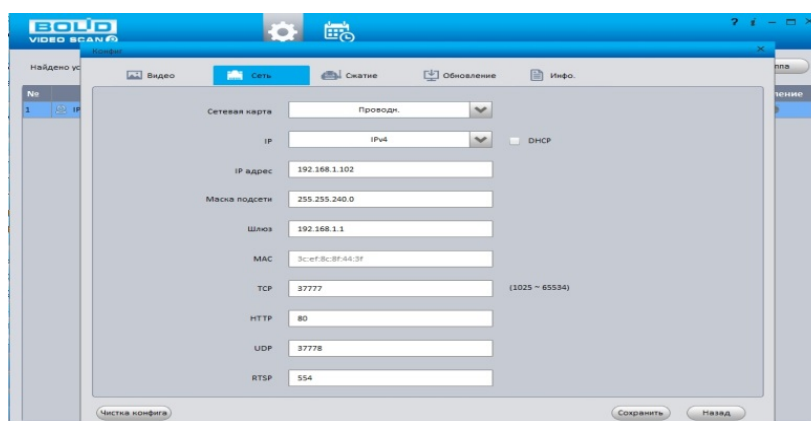 BOLID
VIDEO SCAN
? i
Конфиг
Найдено ус
ппа
Видео Сеть Сжатие Обновление Инфо.
№ ление
1 IP
Сетевая карта Проводн.
IP IPv4 DHCP
IP адрес 192.168.1.102
Маска подсети 255.255.240.0
Шлюз 192.168.1.1
MAC 3c:ef:8c:8f:44:3f
TCP 37777 (1025 ~ 65534)
HTTP 80
UDP 37778
RTSP 554
Чистка конфига Сохранить Назад